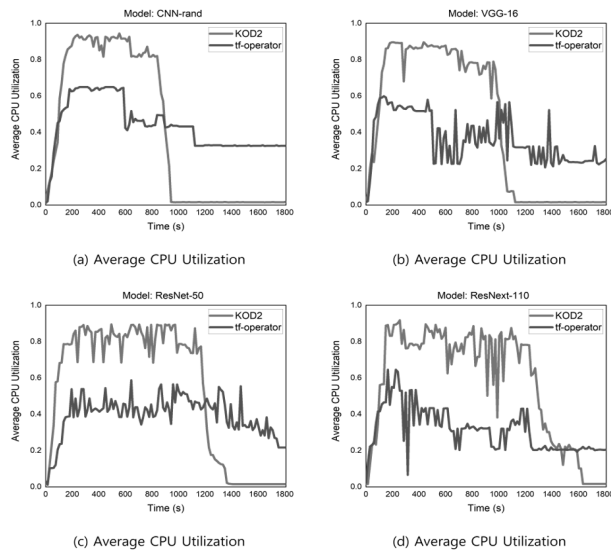 Model: CNN-rand
KOD2
tf-operator
Average CPU Utilization
1.0
0.8
0.6
0.4
0.2
0.0
0 200 400 600 800 1000 1200 1400 1600 1800
Time (s)
(a) Average CPU Utilization
Model: VGG-16
KOD2
tf-operator
Average CPU Utilization
1.0
0.8
0.6
0.4
0.2
0.0
0 200 400 600 800 1000 1200 1400 1600 1800
Time (s)
(b) Average CPU Utilization
Model: ResNet-50
KOD2
tf-operator
Average CPU Utilization
1.0
0.8
0.6
0.4
0.2
0.0
0 200 400 600 800 1000 1200 1400 1600 1800
Time (s)
(c) Average CPU Utilization
Model: ResNext-110
KOD2
tf-operator
Average CPU Utilization
1.0
0.8
0.6
0.4
0.2
0.0
0 200 400 600 800 1000 1200 1400 1600 1800
Time (s)
(d) Average CPU Utilization